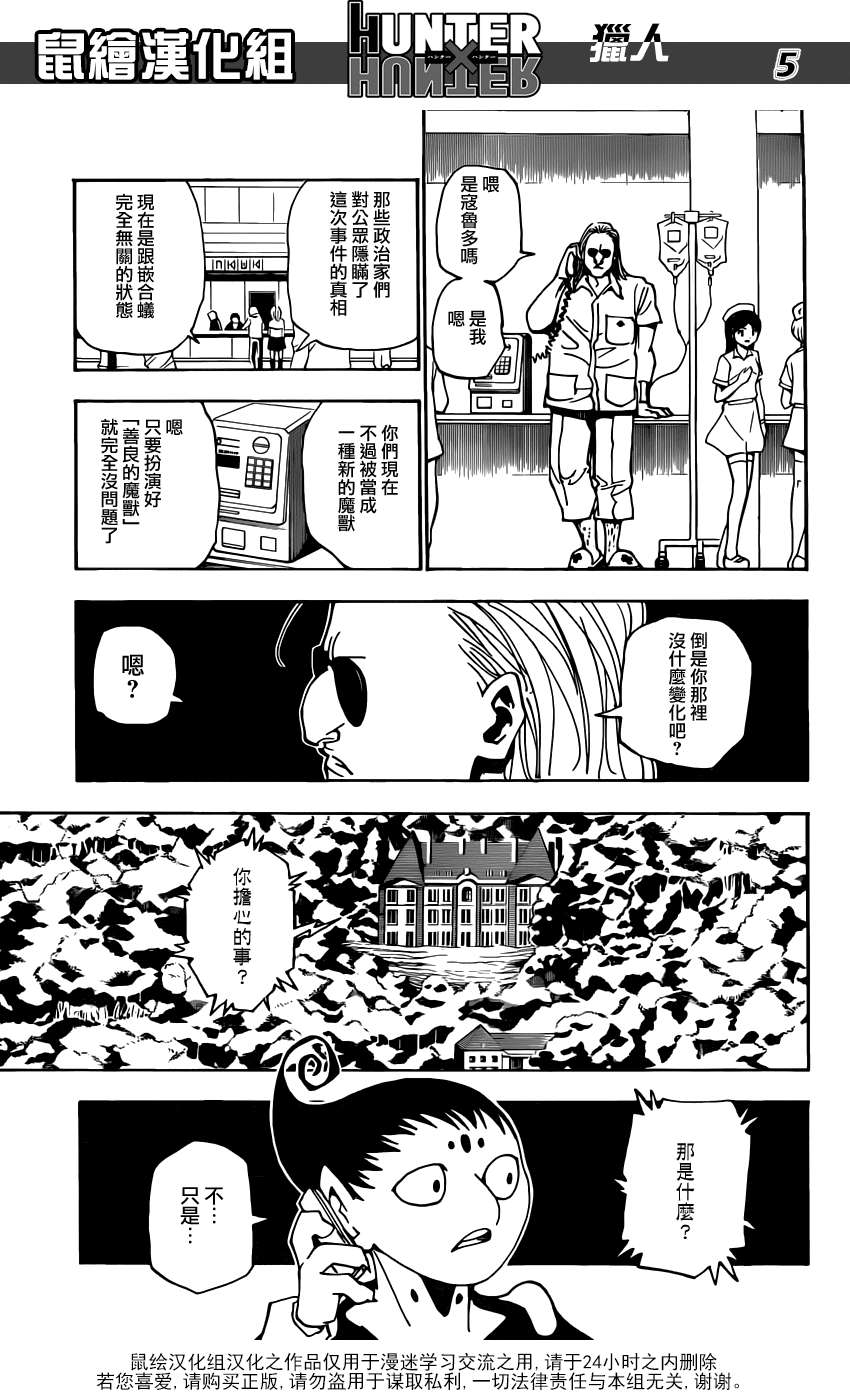 鼠繪漢化組
HUNTER
×
HUNTER
ハンター
ハンター
獵人
5
喂
是寇魯多嗎
是我
嗯
那些政治家們
對公眾隱瞞了
這次事件的真相
現在是跟嵌合蟻
完全無關的狀態
你們現在
不過被當成
一種新的魔獸
嗯
只要扮演好
「善良的魔獸」
就完全沒問題了
倒是你那裡
沒什麼變化吧？
嗯？
你擔心的事？
那是什麼？
不…
只是…
鼠绘汉化组汉化之作品仅用于漫迷学习交流之用, 请于24小时之内删除
若您喜爱, 请购买正版, 请勿盗用于谋取私利, 一切法律责任与本组无关, 谢谢。